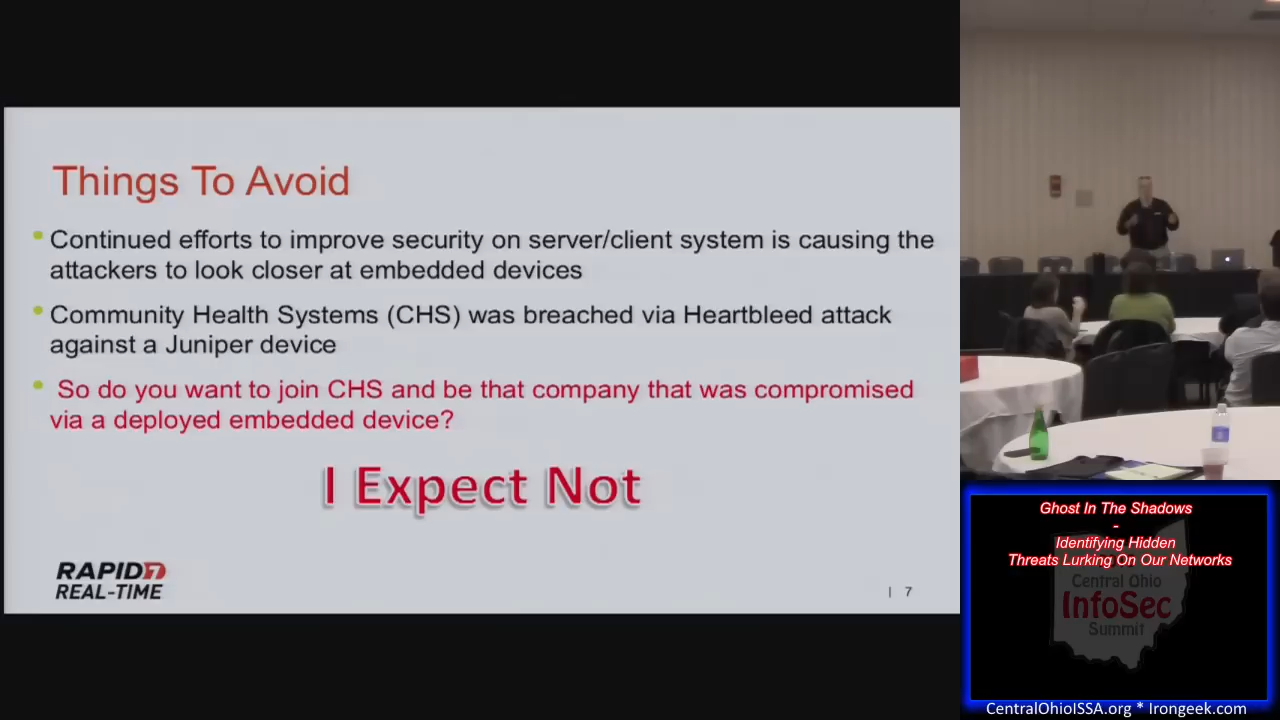 Things To Avoid
Continued efforts to improve security on server/client system is causing the
attackers to look closer at embedded devices
Community Health Systems (CHS) was breached via Heartbleed attack
against a Juniper device
So do you want to join CHS and be that company that was compromised
via a deployed embedded device?
I Expect Not
RAPID7
REAL-TIME
| 7
Ghost In The Shadows
-
Identifying Hidden
Threats Lurking On Our Networks
Central Ohio
InfoSec
Summit
CentralOhioISSA.org * Irongeek.com